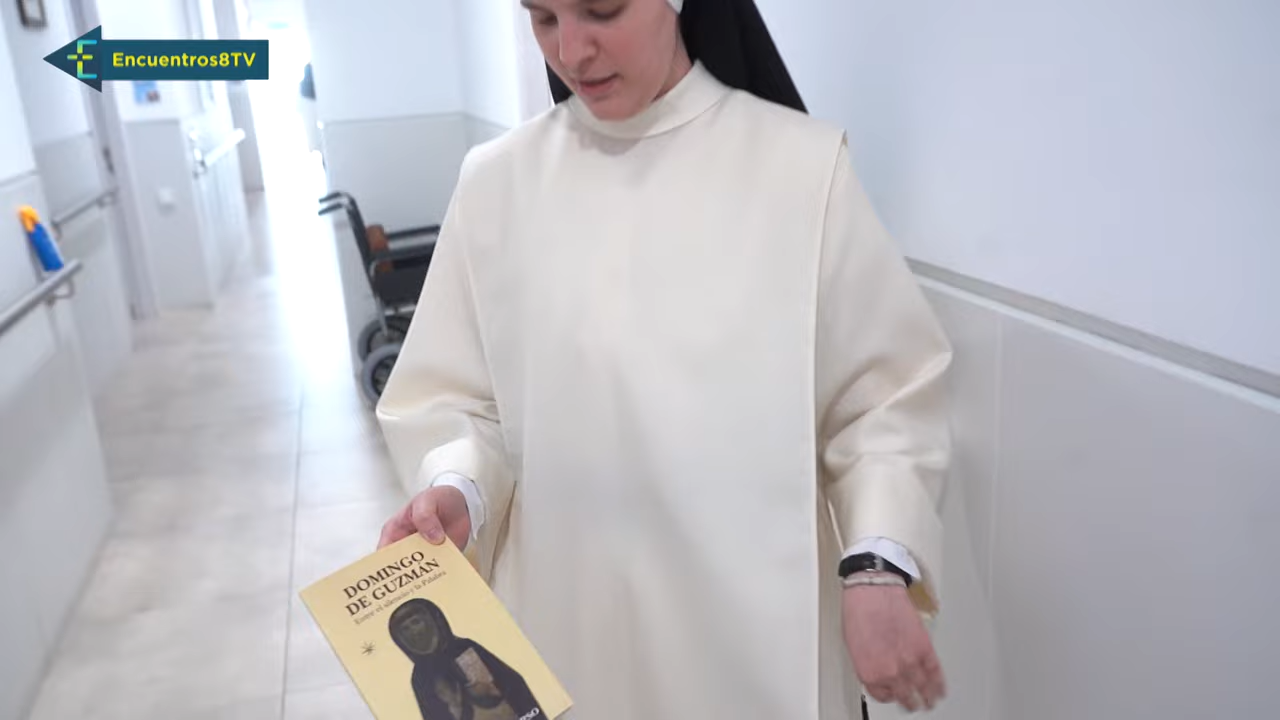 Encuentros8TV
DOMINGO
DE GUZMÁN
Entre el silencio y la Palabra